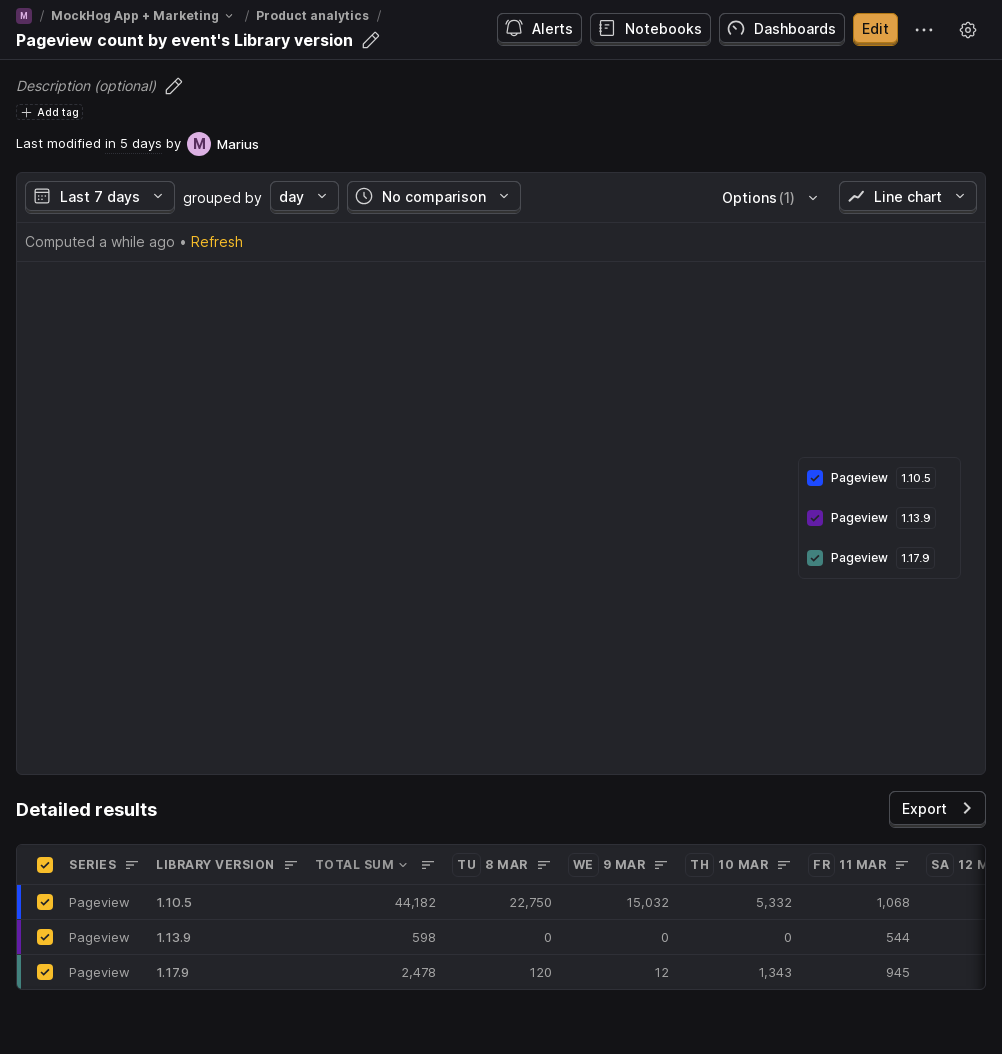 M / MockHog App + Marketing / Product analytics /
Pageview count by event's Library version
Alerts Notebooks Dashboards Edit
Description (optional)
Add tag
Last modified in 5 days by M Marius
Last 7 days grouped by day No comparison Options (1) Line chart
Computed a while ago • Refresh
Pageview 1.10.5
Pageview 1.13.9
Pageview 1.17.9
Detailed results
Export
SERIES LIBRARY VERSION TOTAL SUM TU 8 MAR WE 9 MAR TH 10 MAR FR 11 MAR SA 12 M
Pageview 1.10.5 44,182 22,750 15,032 5,332 1,068
Pageview 1.13.9 598 0 0 0 544
Pageview 1.17.9 2,478 120 12 1,343 945